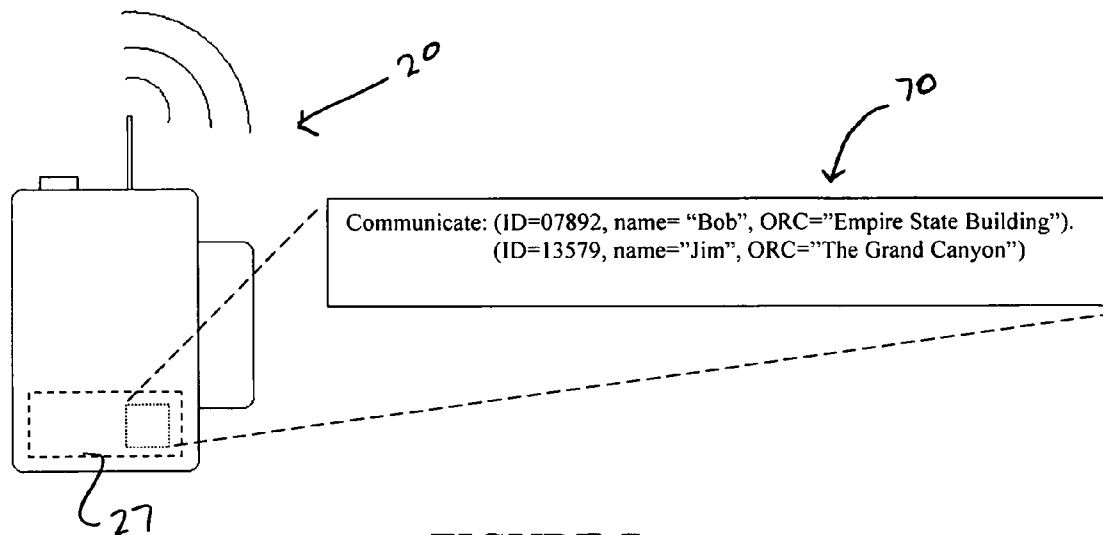 20
70
Communicate: (ID=07892, name= “Bob”, ORC=”Empire State Building”).
(ID=13579, name=”Jim”, ORC=”The Grand Canyon”)
27